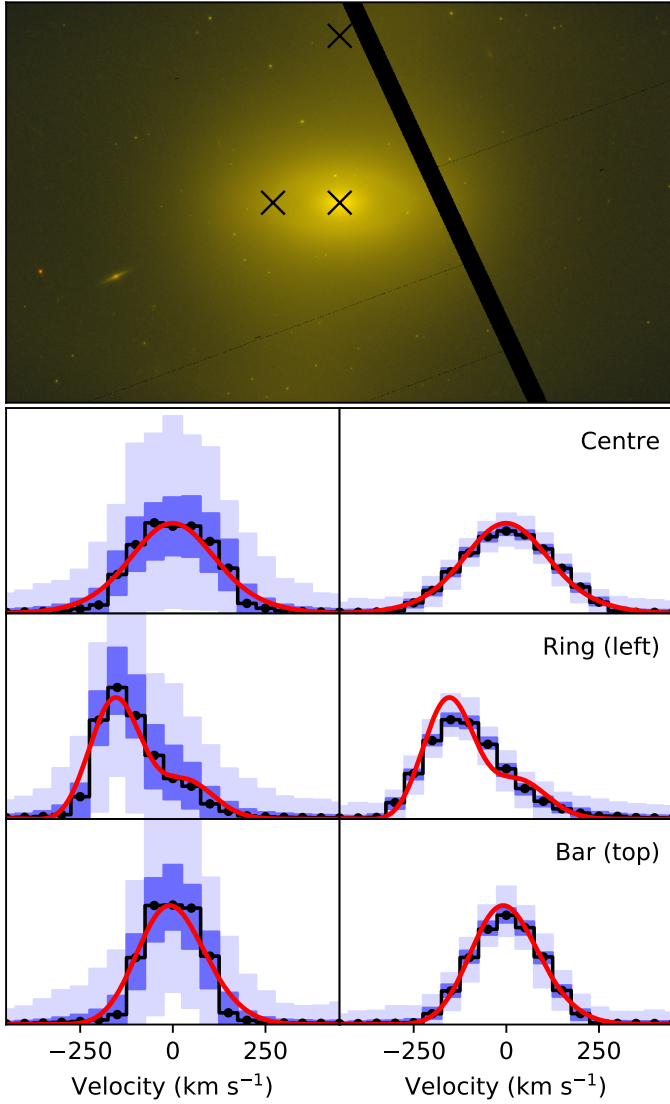 Centre
Ring (left)
Bar (top)
−250 0 250 −250 0 250
Velocity (km s⁻¹) Velocity (km s⁻¹)